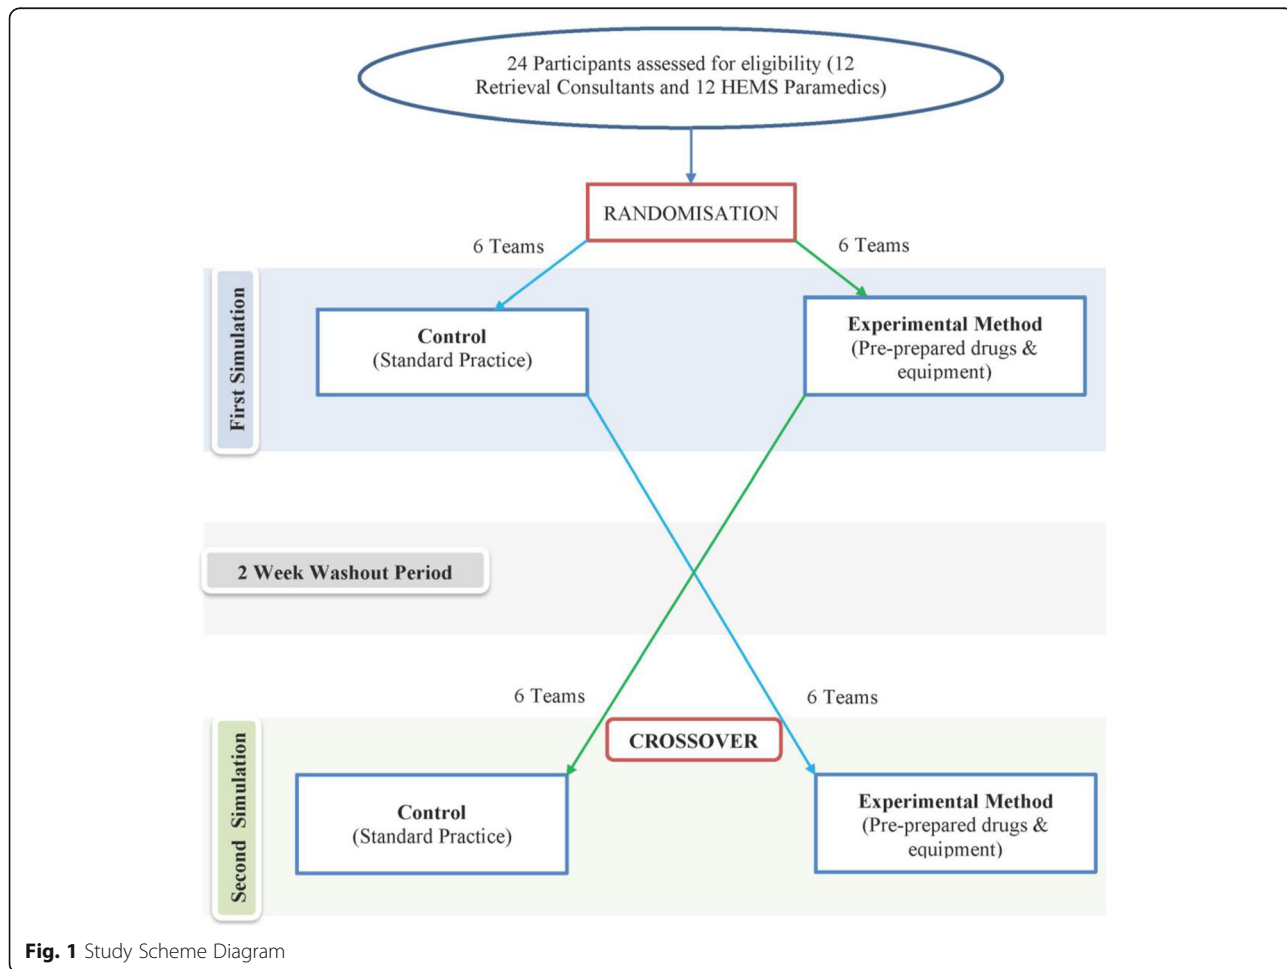 24 Participants assessed for eligibility (12
Retrieval Consultants and 12 HEMS Paramedics)
RANDOMISATION
6 Teams
6 Teams
First Simulation
Control
(Standard Practice)
Experimental Method
(Pre-prepared drugs &
equipment)
2 Week Washout Period
6 Teams
6 Teams
CROSSOVER
Second Simulation
Control
(Standard Practice)
Experimental Method
(Pre-prepared drugs &
equipment)
Fig. 1 Study Scheme Diagram